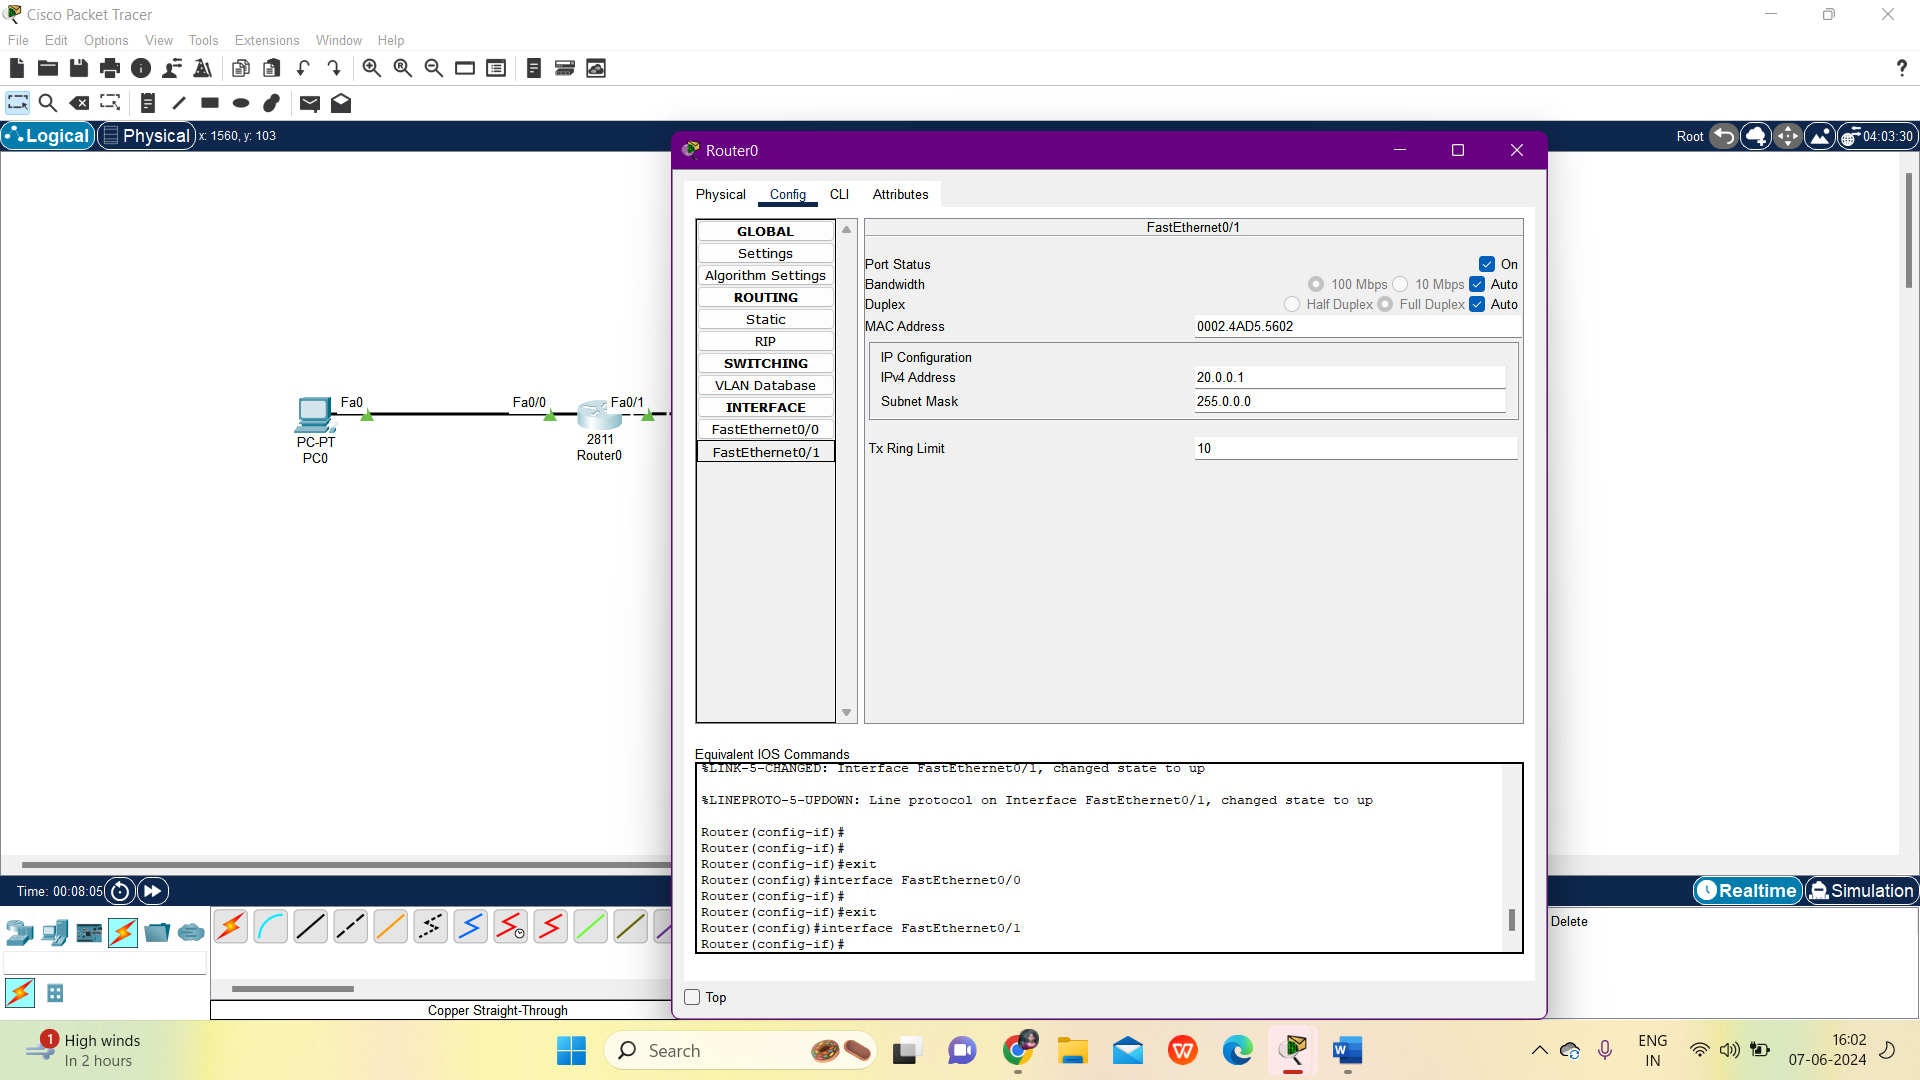 Cisco Packet Tracer
File Edit Options View Tools Extensions Window Help
?
Logical Physical x: 1560, y: 103
Root 04:03:30
Router0
Physical Config CLI Attributes
GLOBAL
Settings
Algorithm Settings
ROUTING
Static
RIP
SWITCHING
VLAN Database
INTERFACE
FastEthernet0/0
FastEthernet0/1
FastEthernet0/1
Port Status On
Bandwidth 100 Mbps 10 Mbps Auto
Duplex Half Duplex Full Duplex Auto
MAC Address 0002.4AD5.5602
IP Configuration
IPv4 Address 20.0.0.1
Subnet Mask 255.0.0.0
Tx Ring Limit 10
Fa0 Fa0/0 Fa0/1
PC-PT
PC0
2811
Router0
Equivalent IOS Commands
%LINK-5-CHANGED: Interface FastEthernet0/1, changed state to up
%LINEPROTO-5-UPDOWN: Line protocol on Interface FastEthernet0/1, changed state to up
Router(config-if)#
Router(config-if)#
Router(config-if)#exit
Router(config)#interface FastEthernet0/0
Router(config-if)#
Router(config-if)#exit
Router(config)#interface FastEthernet0/1
Router(config-if)#
Top
Time: 00:08:05
Realtime Simulation
Delete
Copper Straight-Through
1
High winds
In 2 hours
Search
W
W
ENG
IN
16:02
07-06-2024